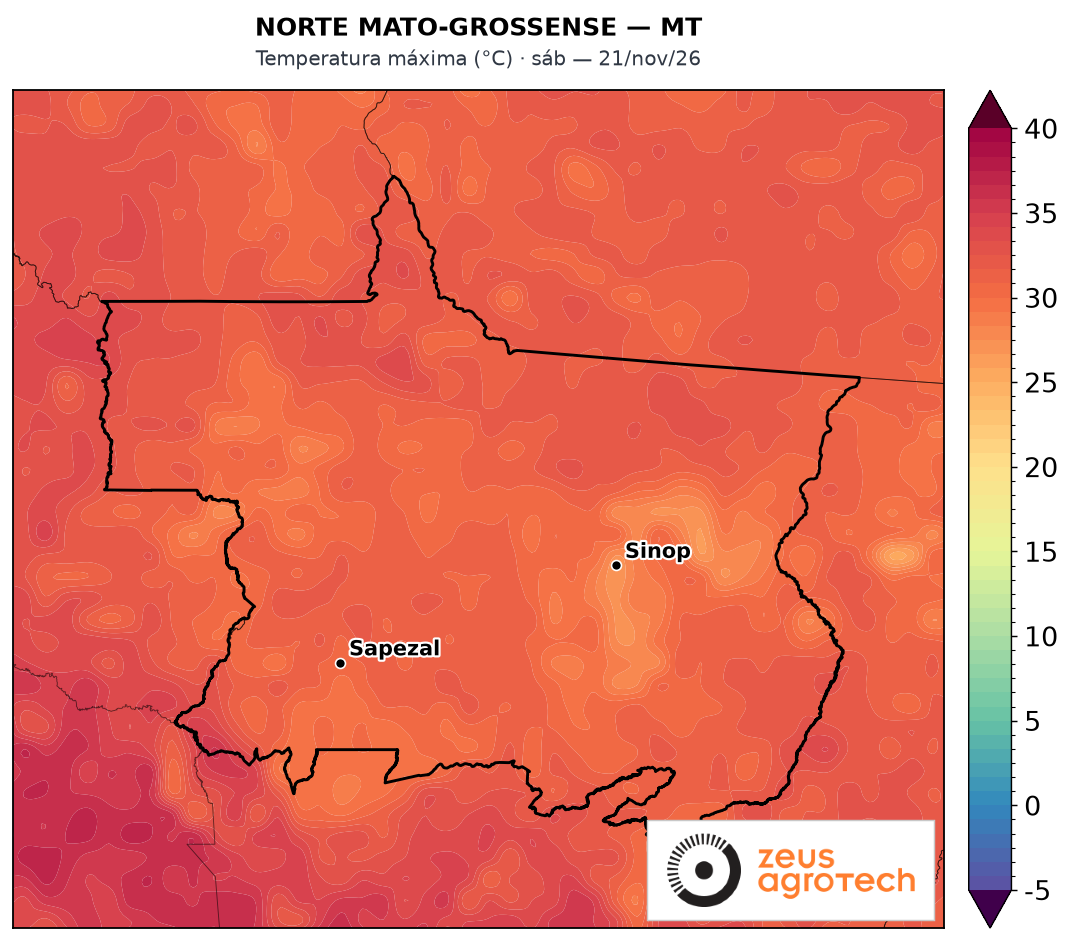 NORTE MATO-GROSSENSE — MT
Temperatura máxima (°C) · sáb — 21/nov/26
40
35
30
25
20
15
10
5
0
-5
Sinop
Sapezal
zeus
agrotech